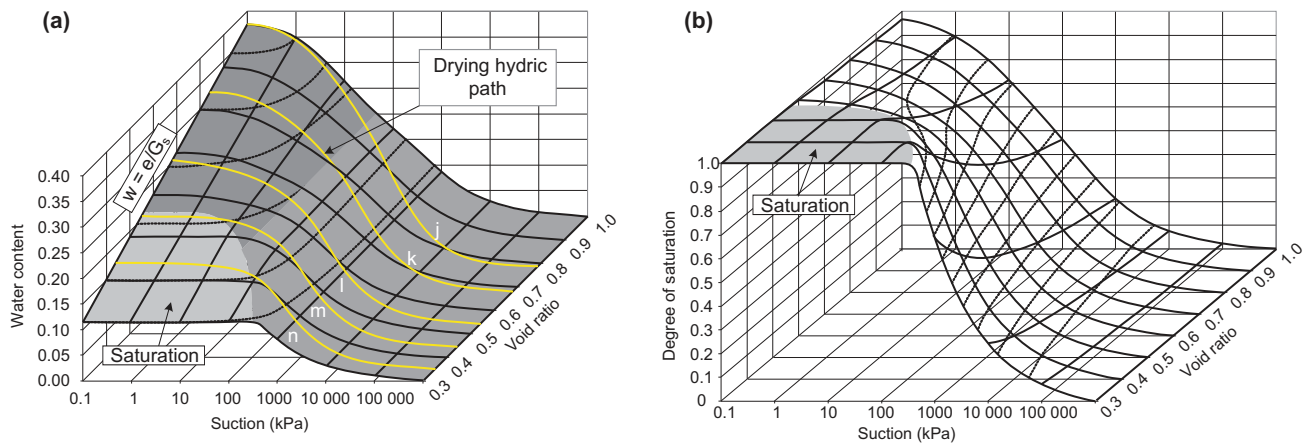 (a)
Drying hydric
path
w = e/Gs
Water content
0.40
0.35
0.30
0.25
0.20
0.15
0.10
0.05
0.00
Saturation
j
k
l
m
n
0.1
1
10
100
1000
10 000
100 000
Suction (kPa)
0.3
0.4
0.5
0.6
0.7
0.8
0.9
1.0
Void ratio
(b)
Degree of saturation
1.0
0.9
0.8
0.7
0.6
0.5
0.4
0.3
0.2
0.1
0
Saturation
0.1
1
10
100
1000
10 000
100 000
Suction (kPa)
0.3
0.4
0.5
0.6
0.7
0.8
0.9
1.0
Void ratio